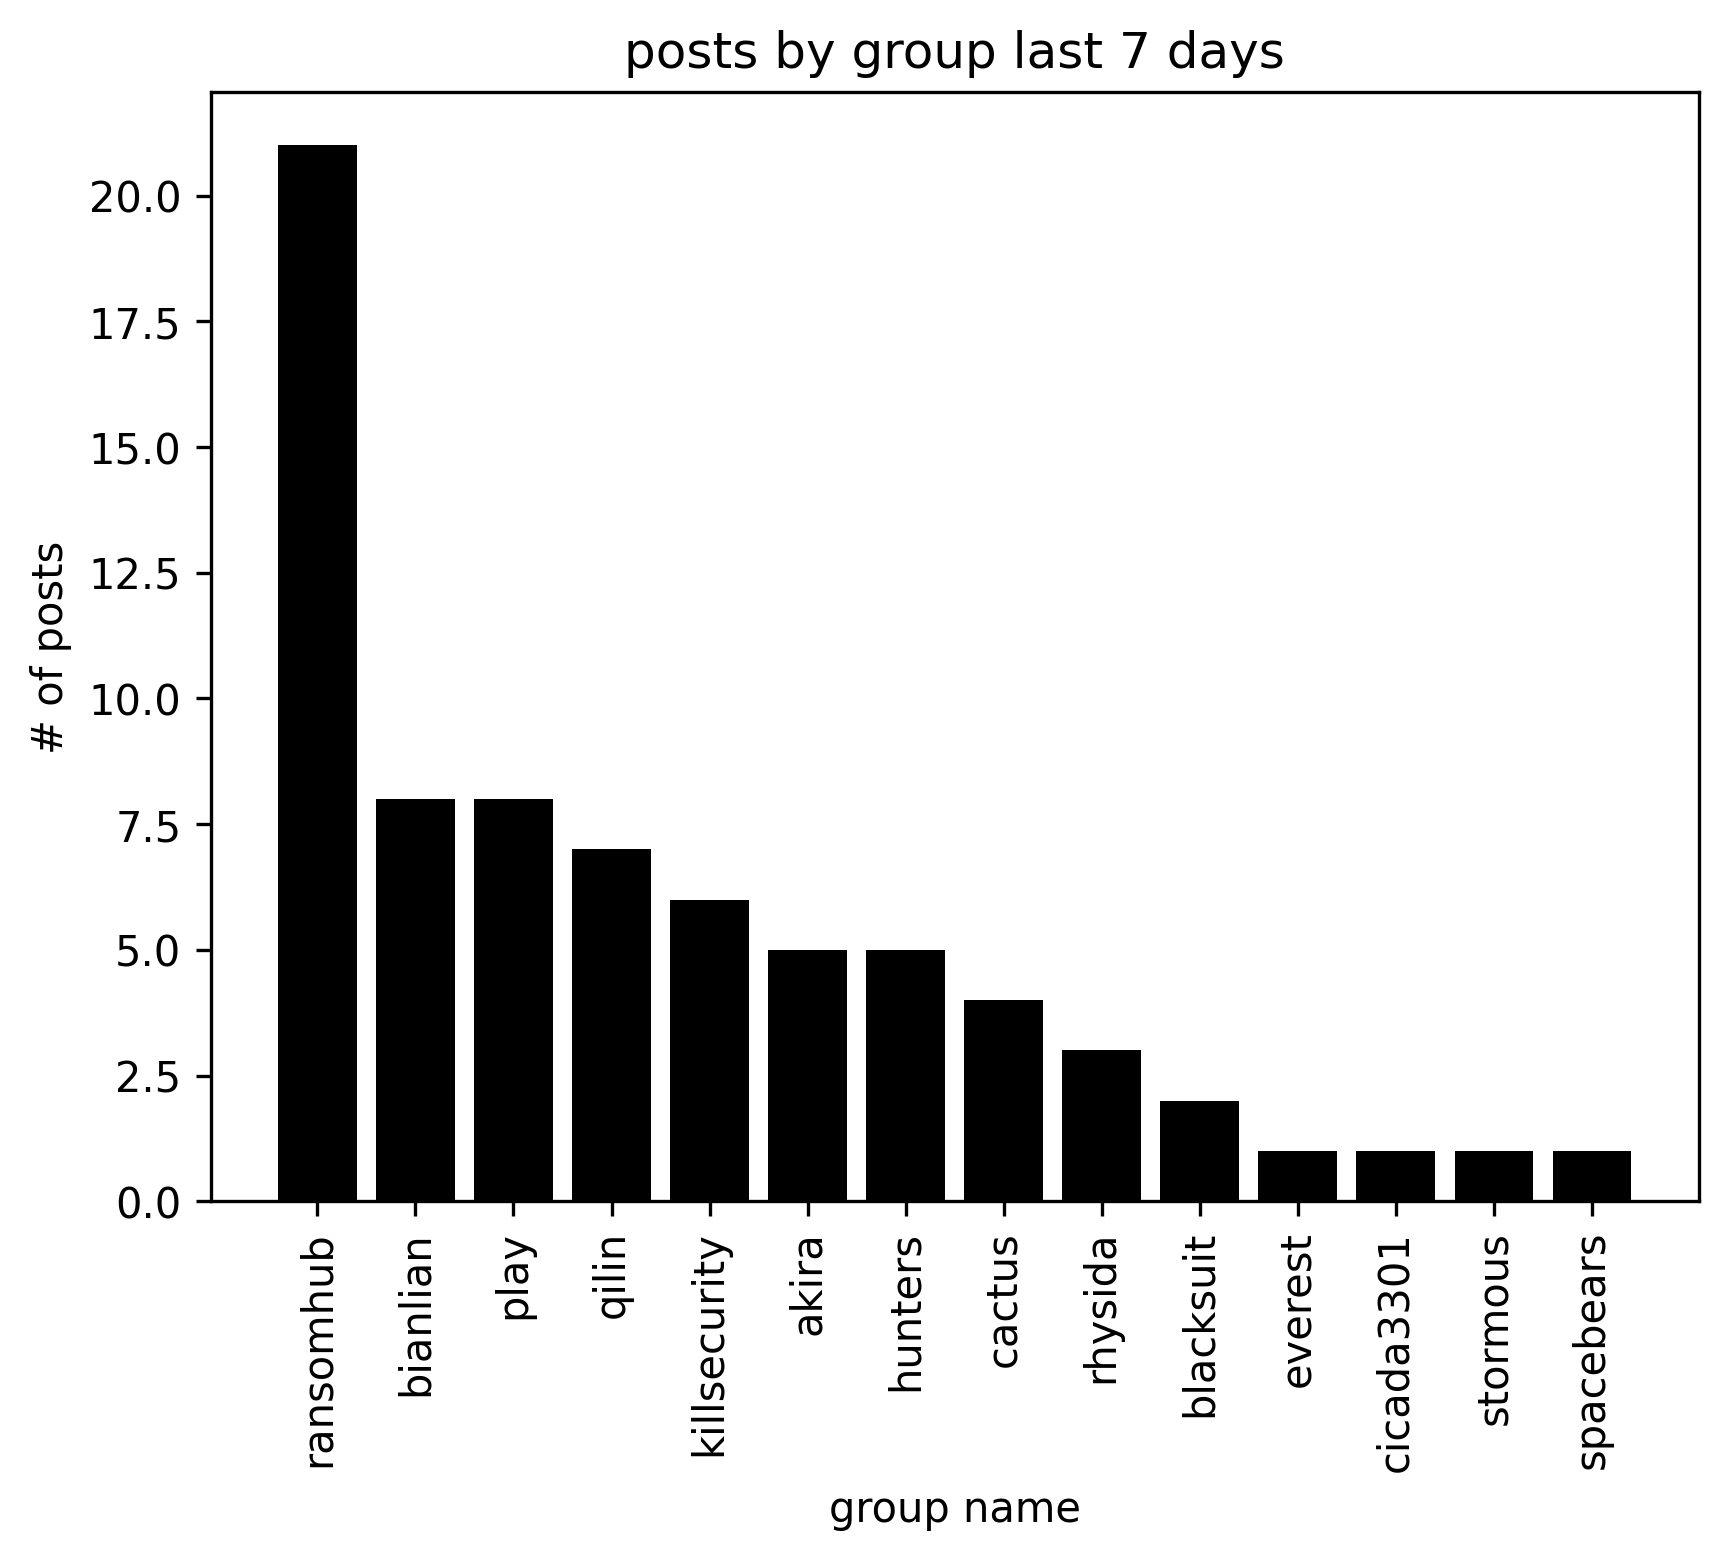 posts by group last 7 days
# of posts
20.0
17.5
15.0
12.5
10.0
7.5
5.0
2.5
0.0
ransomhub
bianlian
play
qilin
killsecurity
akira
hunters
cactus
rhysida
blacksuit
everest
cicada3301
stormous
spacebears
group name